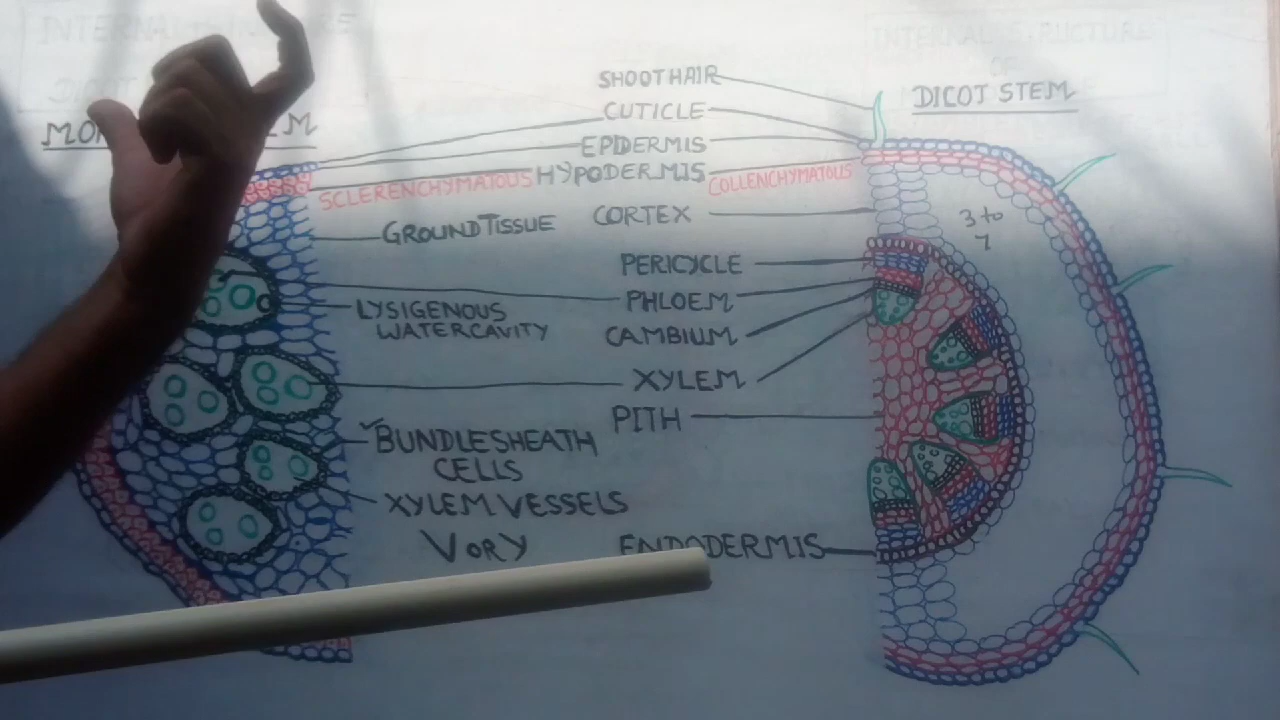 INTERNAL STRUCTURE
OF
SHOOT HAIR
DICOT STEM
CUTICLE
EPIDERMIS
SCLERENCHYMATOUS HYPODERMIS COLLENCHYMATOUS
GROUND TISSUE
CORTEX
3 to
7
PERICYCLE
LYSIGENOUS
WATERCAVITY
PHLOEM
CAMBIUM
XYLEM
PITH
BUNDLESHEATH
CELLS
XYLEM VESSELS
V or Y
ENDODERMIS